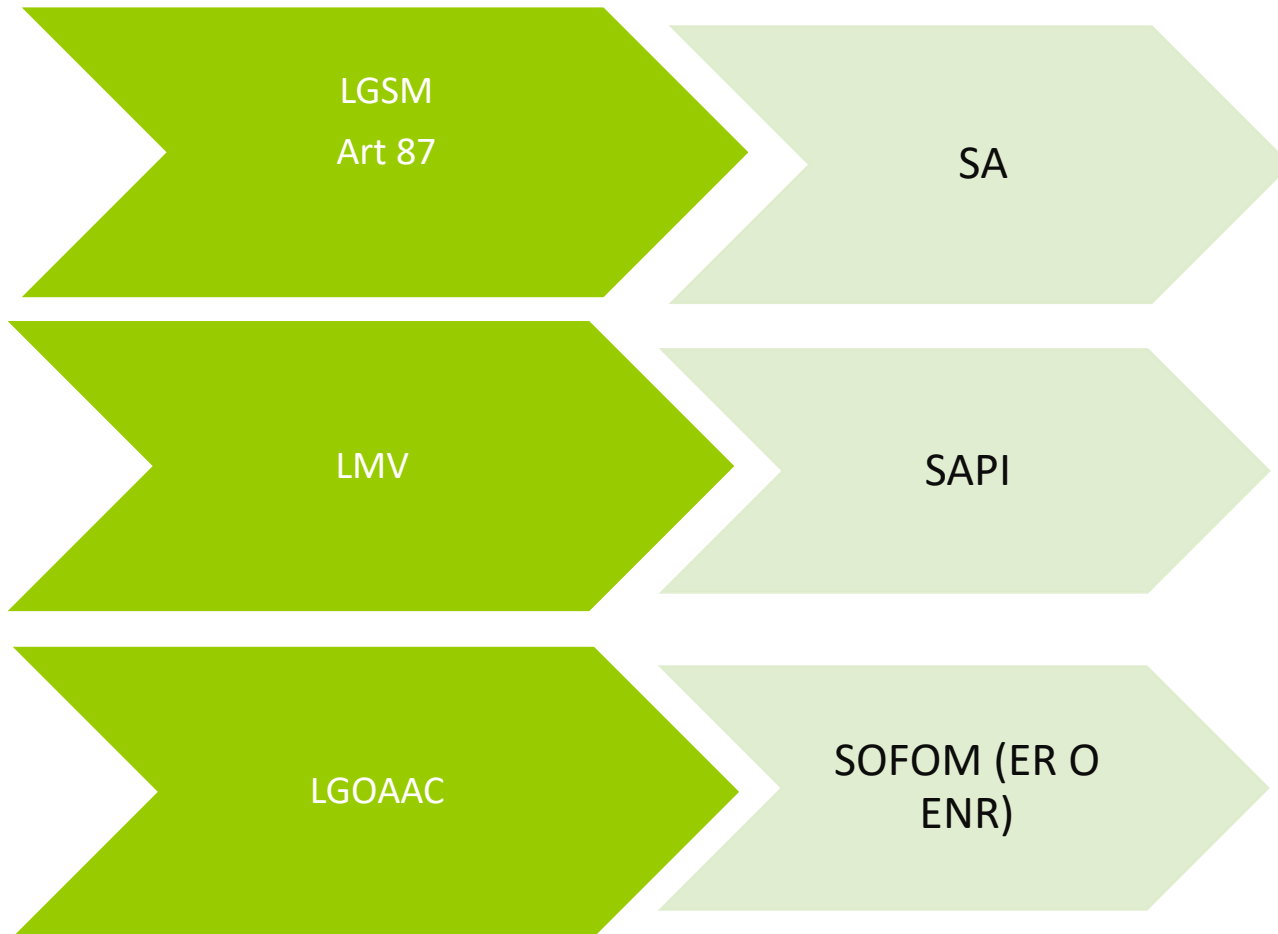 LGSM
Art 87
SA
LMV
SAPI
LGOAAC
SOFOM (ER O
ENR)